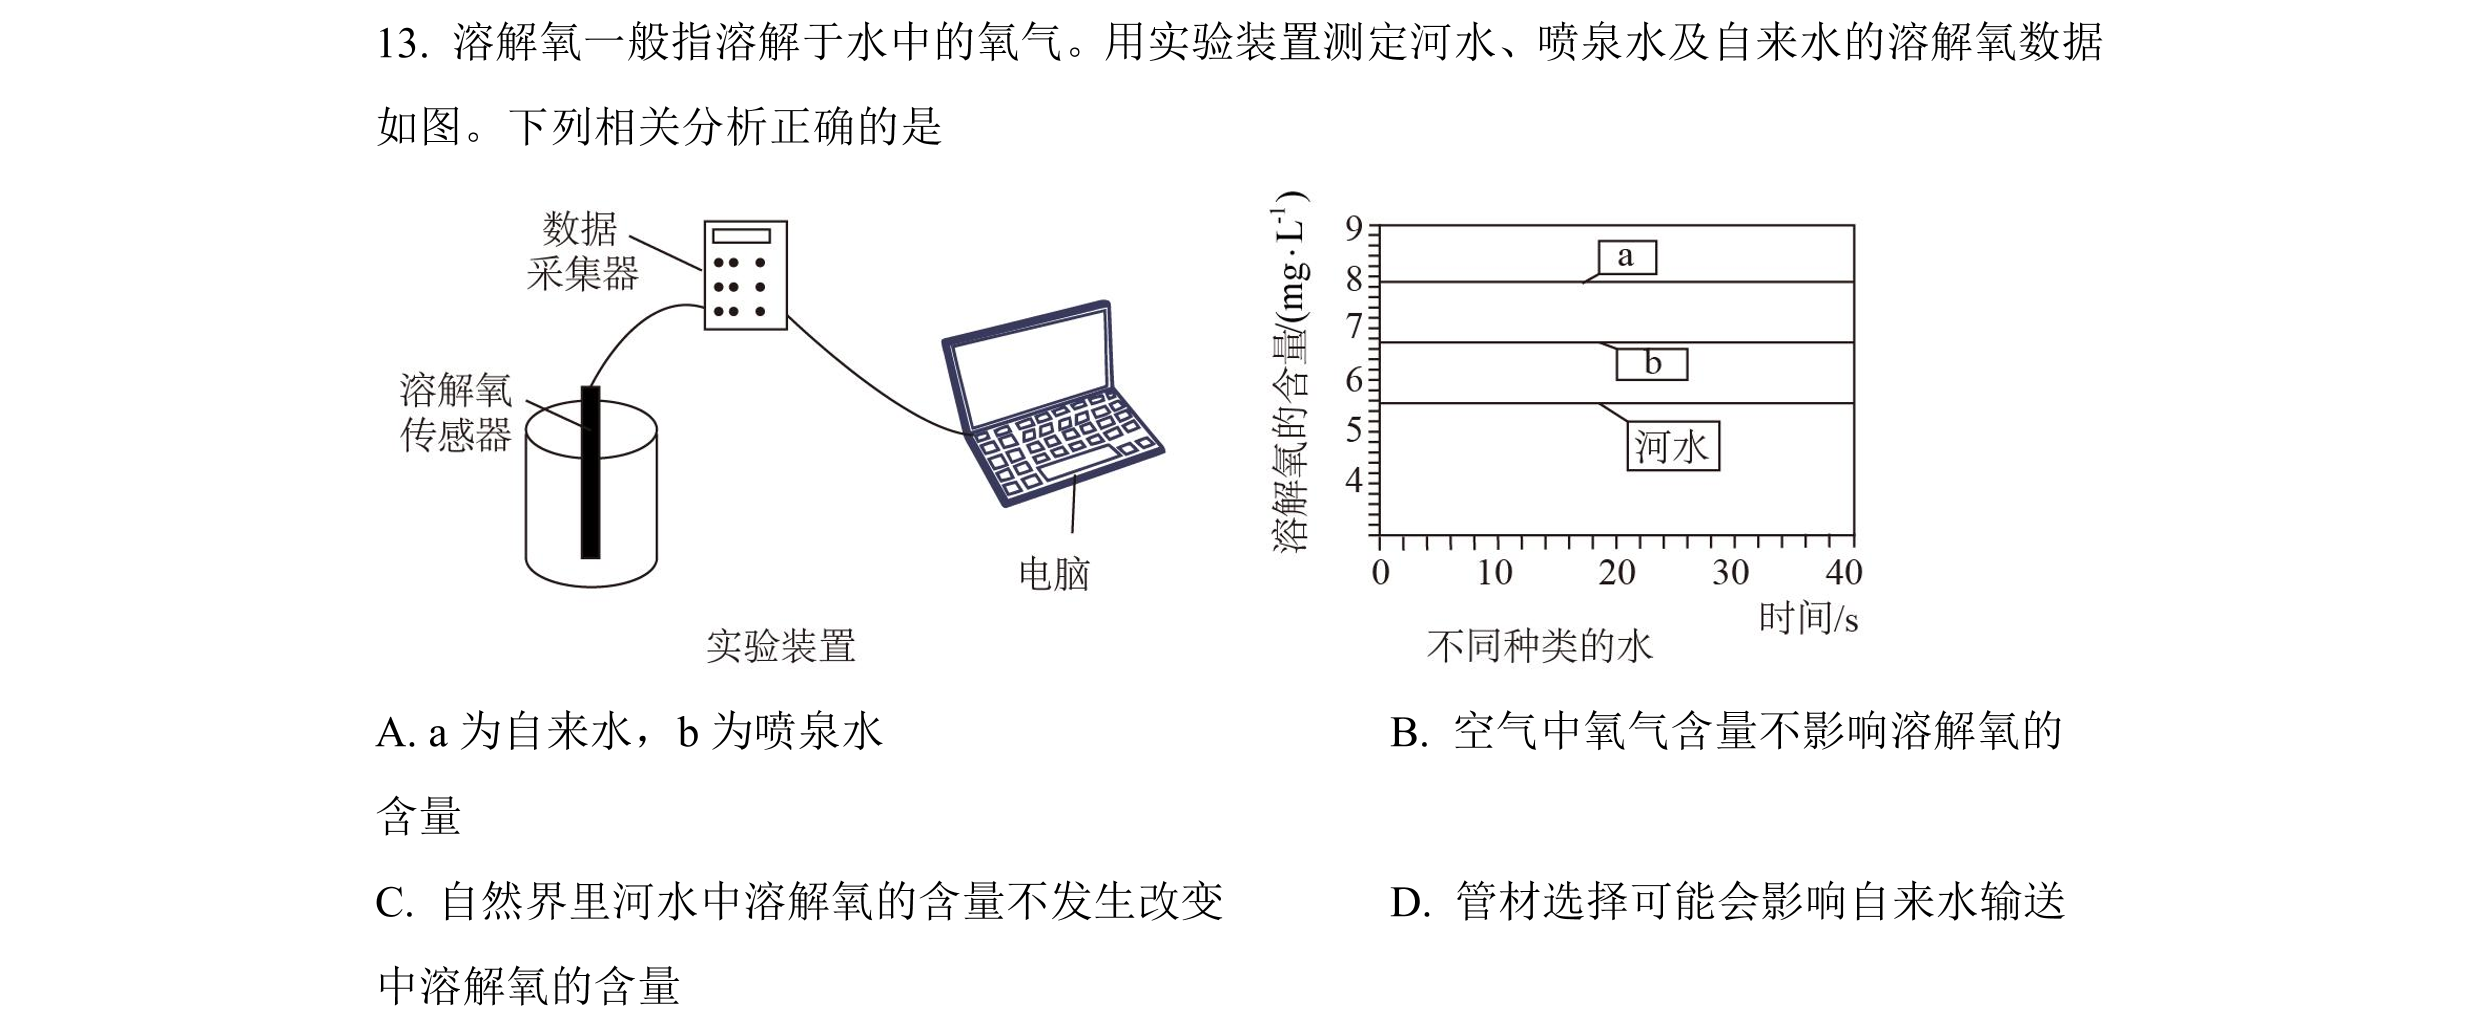 13. 溶解氧一般指溶解于水中的氧气。用实验装置测定河水、喷泉水及自来水的溶解氧数据
如图。下列相关分析正确的是
数据
采集器
溶解氧
传感器
电脑
实验装置
溶解氧的含量/(mg·L⁻¹)
9
8
7
6
5
4
a
b
河水
0 10 20 30 40
时间/s
不同种类的水
A. a 为自来水，b 为喷泉水 B. 空气中氧气含量不影响溶解氧的
含量
C. 自然界里河水中溶解氧的含量不发生改变 D. 管材选择可能会影响自来水输送
中溶解氧的含量